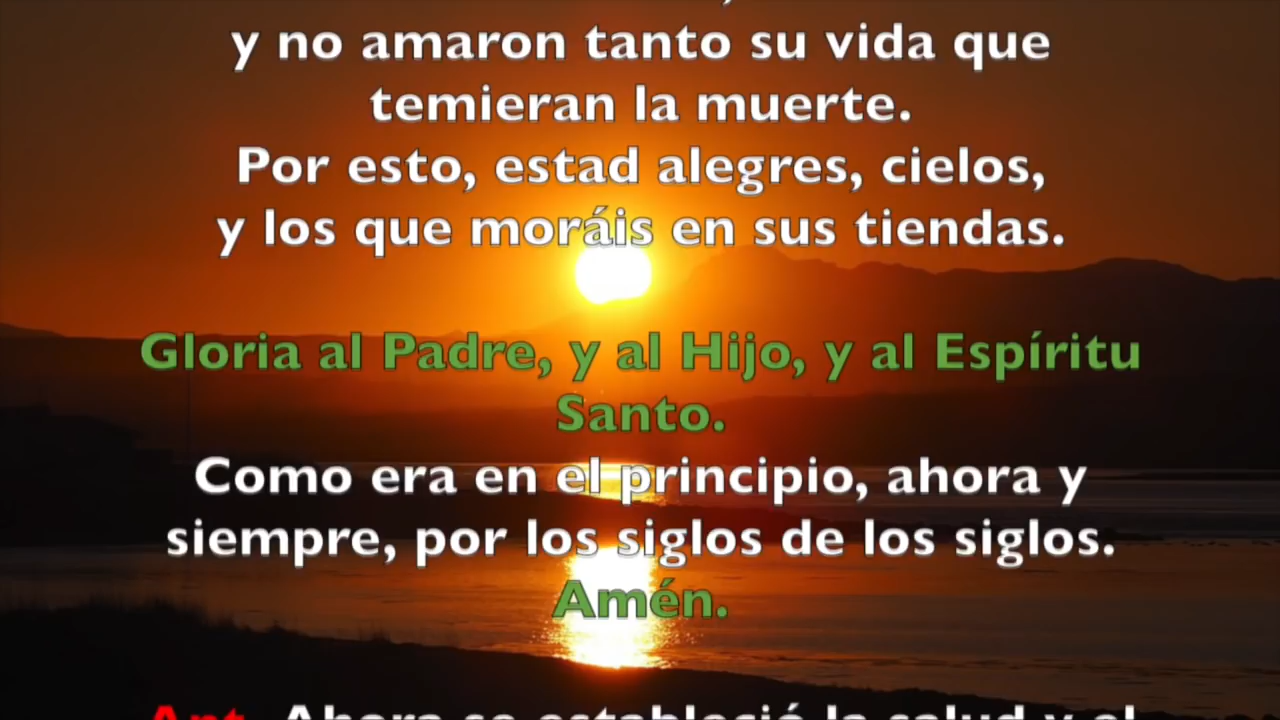 y no amaron tanto su vida que
temieran la muerte.
Por esto, estad alegres, cielos,
y los que moráis en sus tiendas.
Gloria al Padre, y al Hijo, y al Espíritu
Santo.
Como era en el principio, ahora y
siempre, por los siglos de los siglos.
Amén.
Ant. Ahora se estableció la salud y el